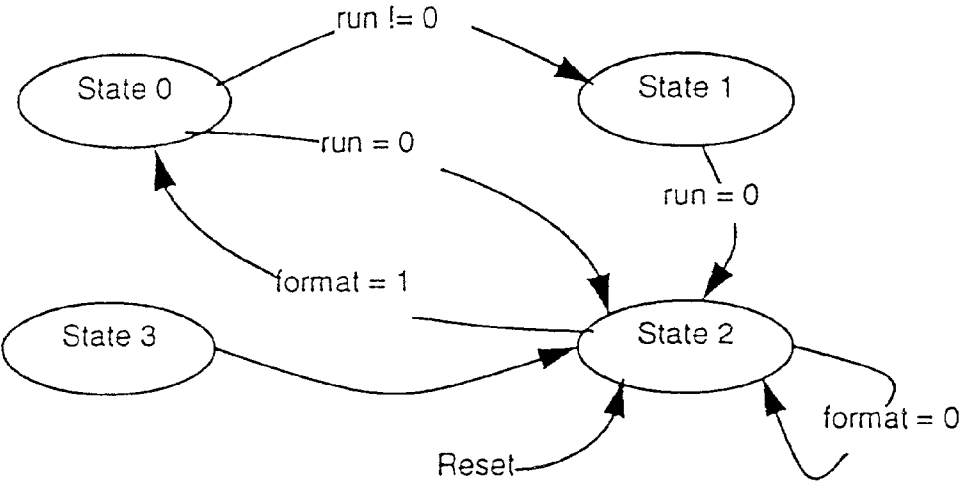 run != 0
State 0
State 1
run = 0
run = 0
format = 1
State 3
State 2
format = 0
Reset